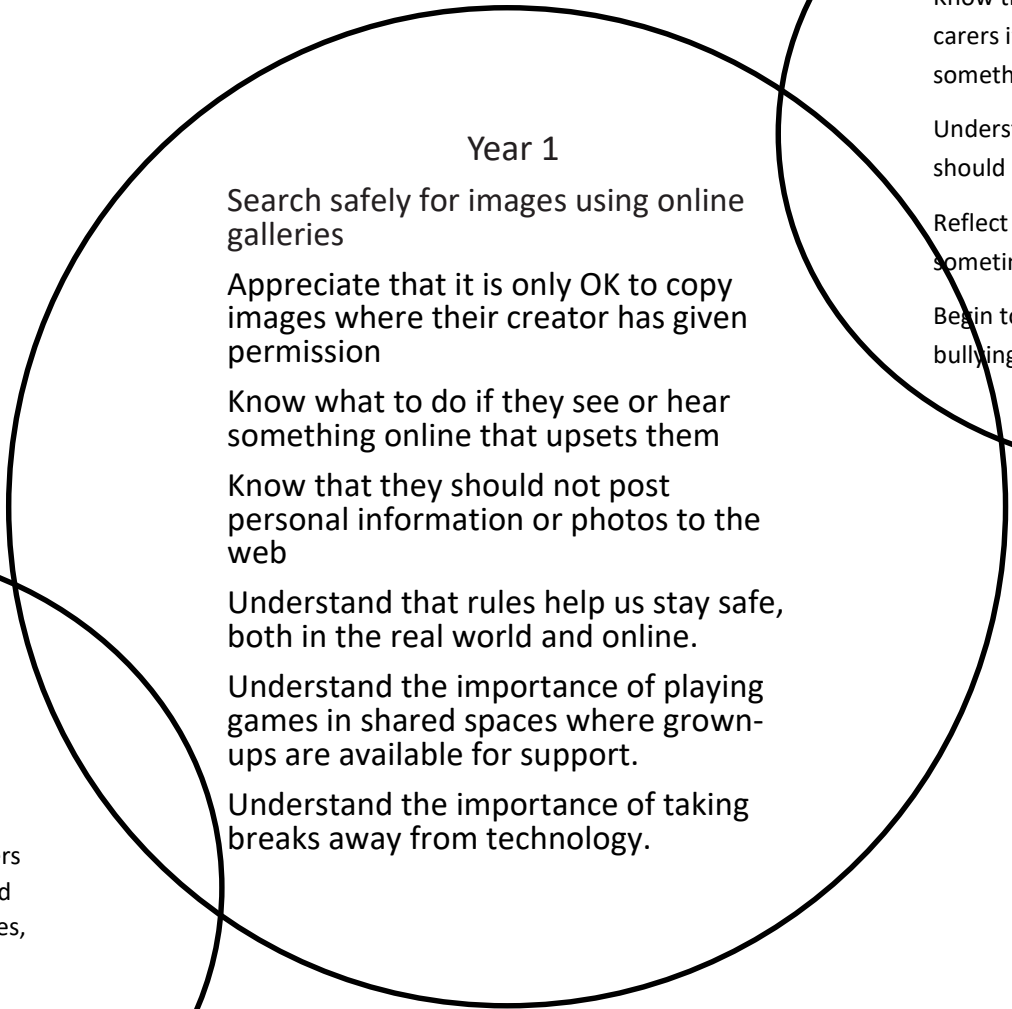 Year 1
Search safely for images using online
galleries
Appreciate that it is only OK to copy
images where their creator has given
permission
Know what to do if they see or hear
something online that upsets them
Know that they should not post
personal information or photos to the
web
Understand that rules help us stay safe,
both in the real world and online.
Understand the importance of playing
games in shared spaces where grown-
ups are available for support.
Understand the importance of taking
breaks away from technology.
carers
should
Reflect
Begin